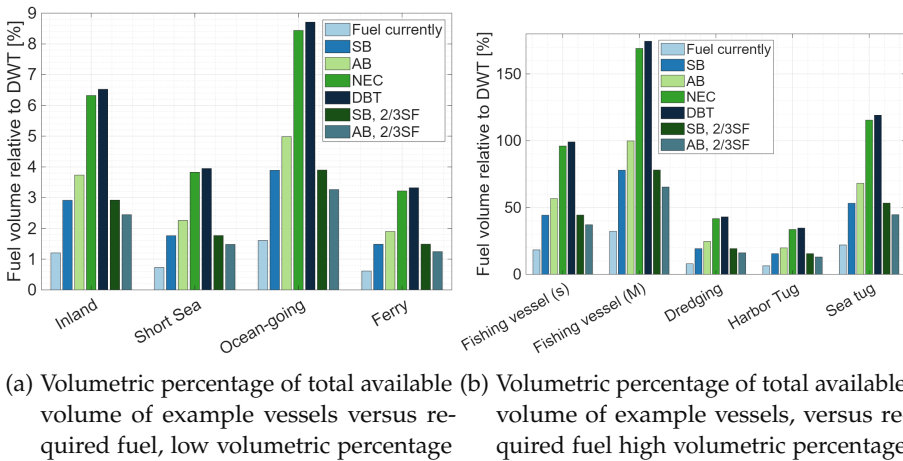 9
8
7
6
5
4
3
2
1
0
Fuel volume relative to DWT [%]
Fuel currently
SB
AB
NEC
DBT
SB, 2/3SF
AB, 2/3SF
Inland
Short Sea
Ocean-going
Ferry
(a) Volumetric percentage of total available
volume of example vessels versus re-
quired fuel, low volumetric percentage
150
100
50
0
Fuel volume relative to DWT [%]
Fuel currently
SB
AB
NEC
DBT
SB, 2/3SF
AB, 2/3SF
Fishing vessel (s)
Fishing vessel (M)
Dredging
Harbor Tug
Sea tug
(b) Volumetric percentage of total available
volume of example vessels, versus re-
quired fuel high volumetric percentage